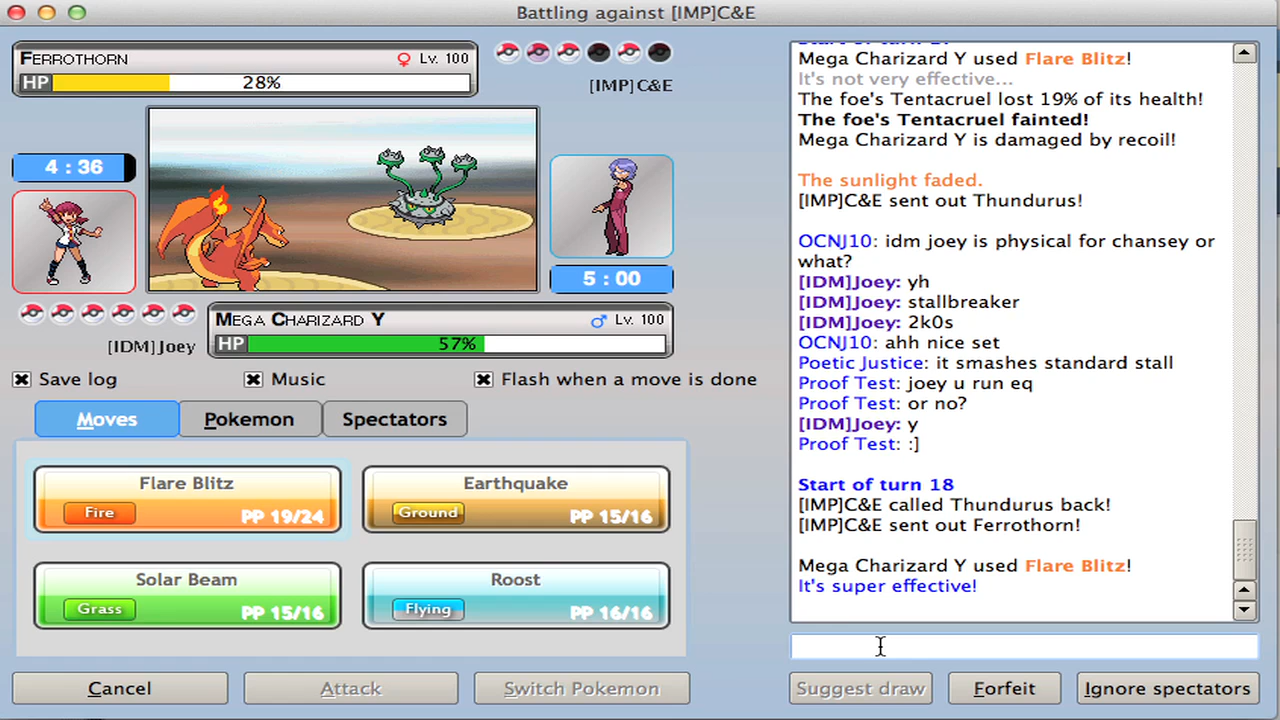 Battling against [IMP]C&E
FERROTHORN ♀ Lv. 100
HP 28%
[IMP]C&E
4 : 36
5 : 00
MEGA CHARIZARD Y ♂ Lv. 100
HP 57%
[IDM]Joey
Save log
Music
Flash when a move is done
Moves
Pokemon
Spectators
Flare Blitz
Fire PP 19/24
Earthquake
Ground PP 15/16
Solar Beam
Grass PP 15/16
Roost
Flying PP 16/16
Cancel
Attack
Switch Pokemon
Mega Charizard Y used Flare Blitz!
It's not very effective...
The foe's Tentacruel lost 19% of its health!
The foe's Tentacruel fainted!
Mega Charizard Y is damaged by recoil!
The sunlight faded.
[IMP]C&E sent out Thundurus!
OCNJ10: idm joey is physical for chansey or
what?
[IDM]Joey: yh
[IDM]Joey: stallbreaker
[IDM]Joey: 2k0s
OCNJ10: ahh nice set
Poetic Justice: it smashes standard stall
Proof Test: joey u run eq
Proof Test: or no?
[IDM]Joey: y
Proof Test: :]
Start of turn 18
[IMP]C&E called Thundurus back!
[IMP]C&E sent out Ferrothorn!
Mega Charizard Y used Flare Blitz!
It's super effective!
Suggest draw
Forfeit
Ignore spectators